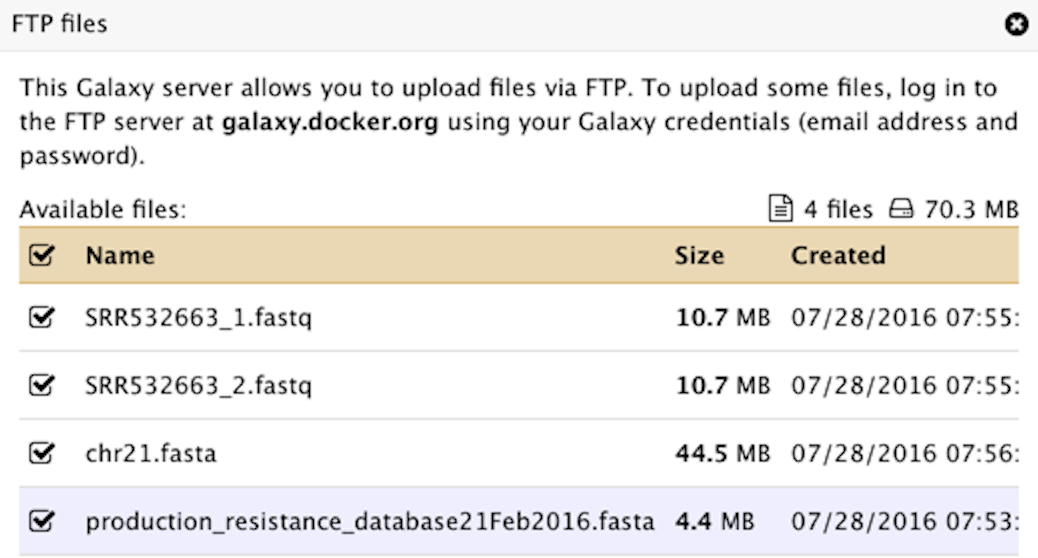 FTP files
This Galaxy server allows you to upload files via FTP. To upload some files, log in to
the FTP server at galaxy.docker.org using your Galaxy credentials (email address and
password).
Available files: 4 files 70.3 MB
Name Size Created
SRR532663_1.fastq 10.7 MB 07/28/2016 07:55:
SRR532663_2.fastq 10.7 MB 07/28/2016 07:55:
chr21.fasta 44.5 MB 07/28/2016 07:56:
production_resistance_database21Feb2016.fasta 4.4 MB 07/28/2016 07:53: